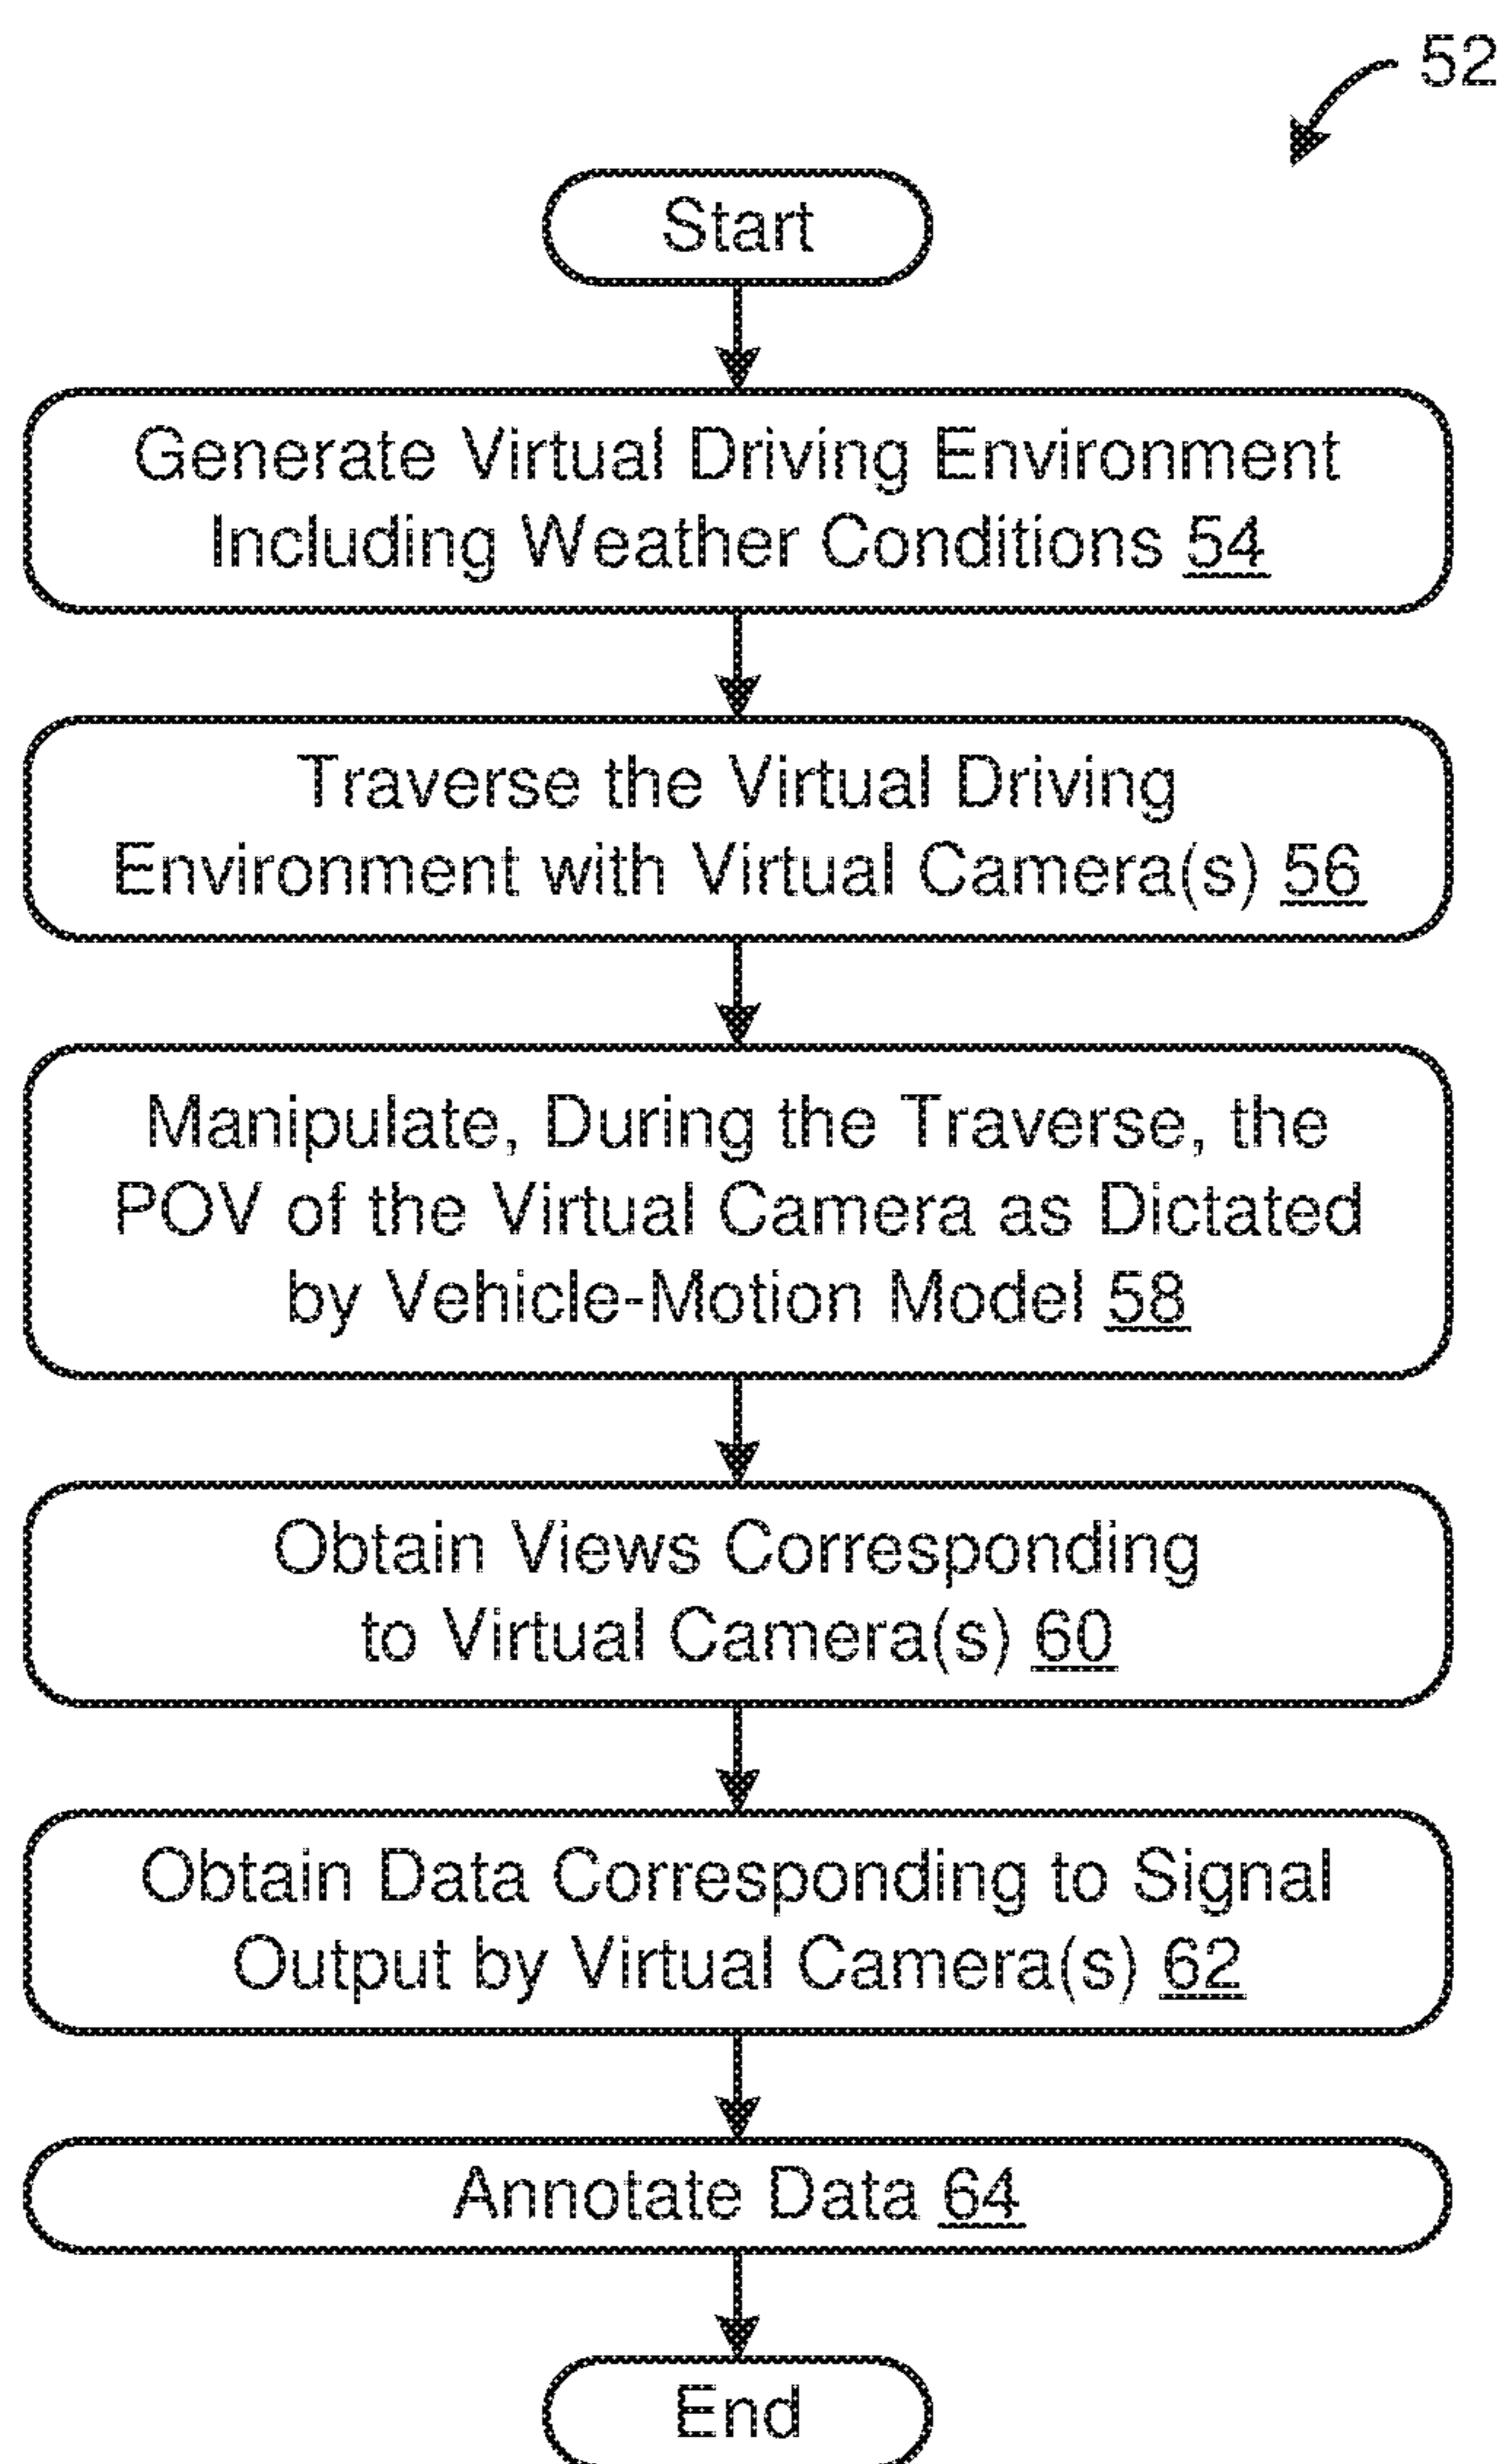 52
Start
Generate Virtual Driving Environment
Including Weather Conditions 54
Traverse the Virtual Driving
Environment with Virtual Camera(s) 56
Manipulate, During the Traverse, the
POV of the Virtual Camera as Dictated
by Vehicle-Motion Model 58
Obtain Views Corresponding
to Virtual Camera(s) 60
Obtain Data Corresponding to Signal
Output by Virtual Camera(s) 62
Annotate Data 64
End